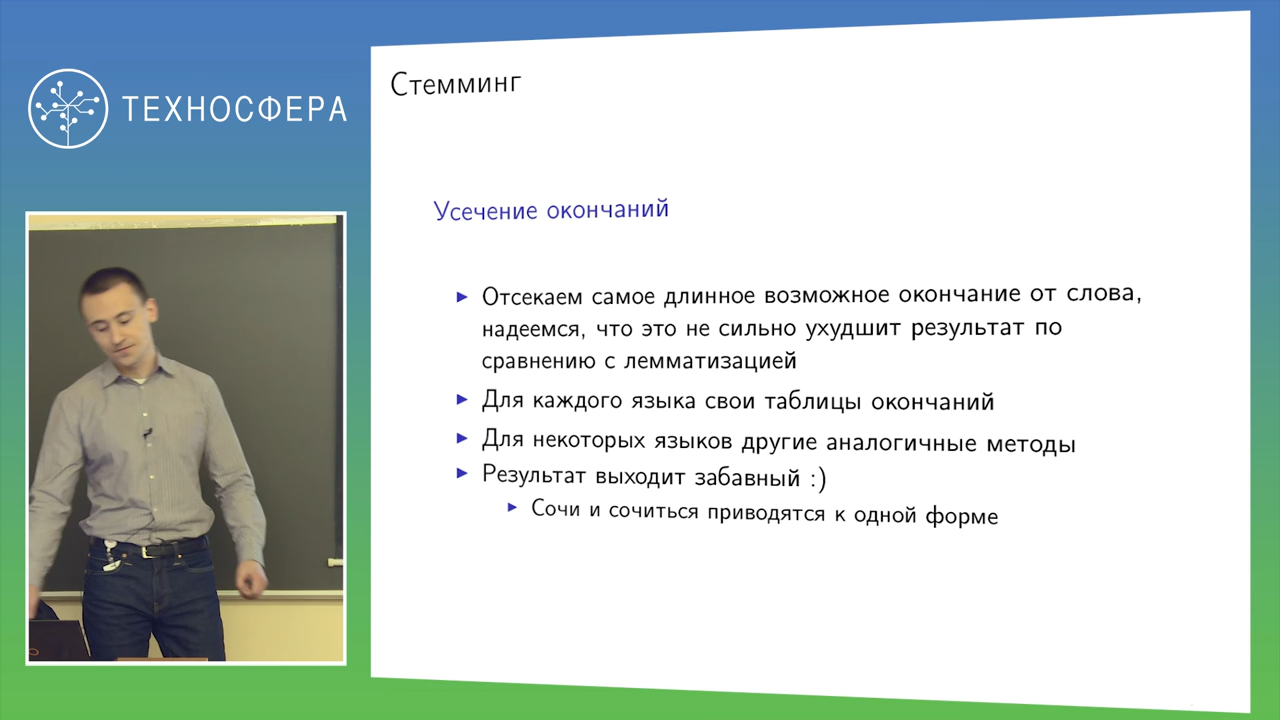 ТЕХНОСФЕРА
Стемминг
Усечение окончаний
Отсекаем самое длинное возможное окончание от слова,
надеемся, что это не сильно ухудшит результат по
сравнению с лемматизацией
Для каждого языка свои таблицы окончаний
Для некоторых языков другие аналогичные методы
Результат выходит забавный :)
Сочи и сочиться приводятся к одной форме